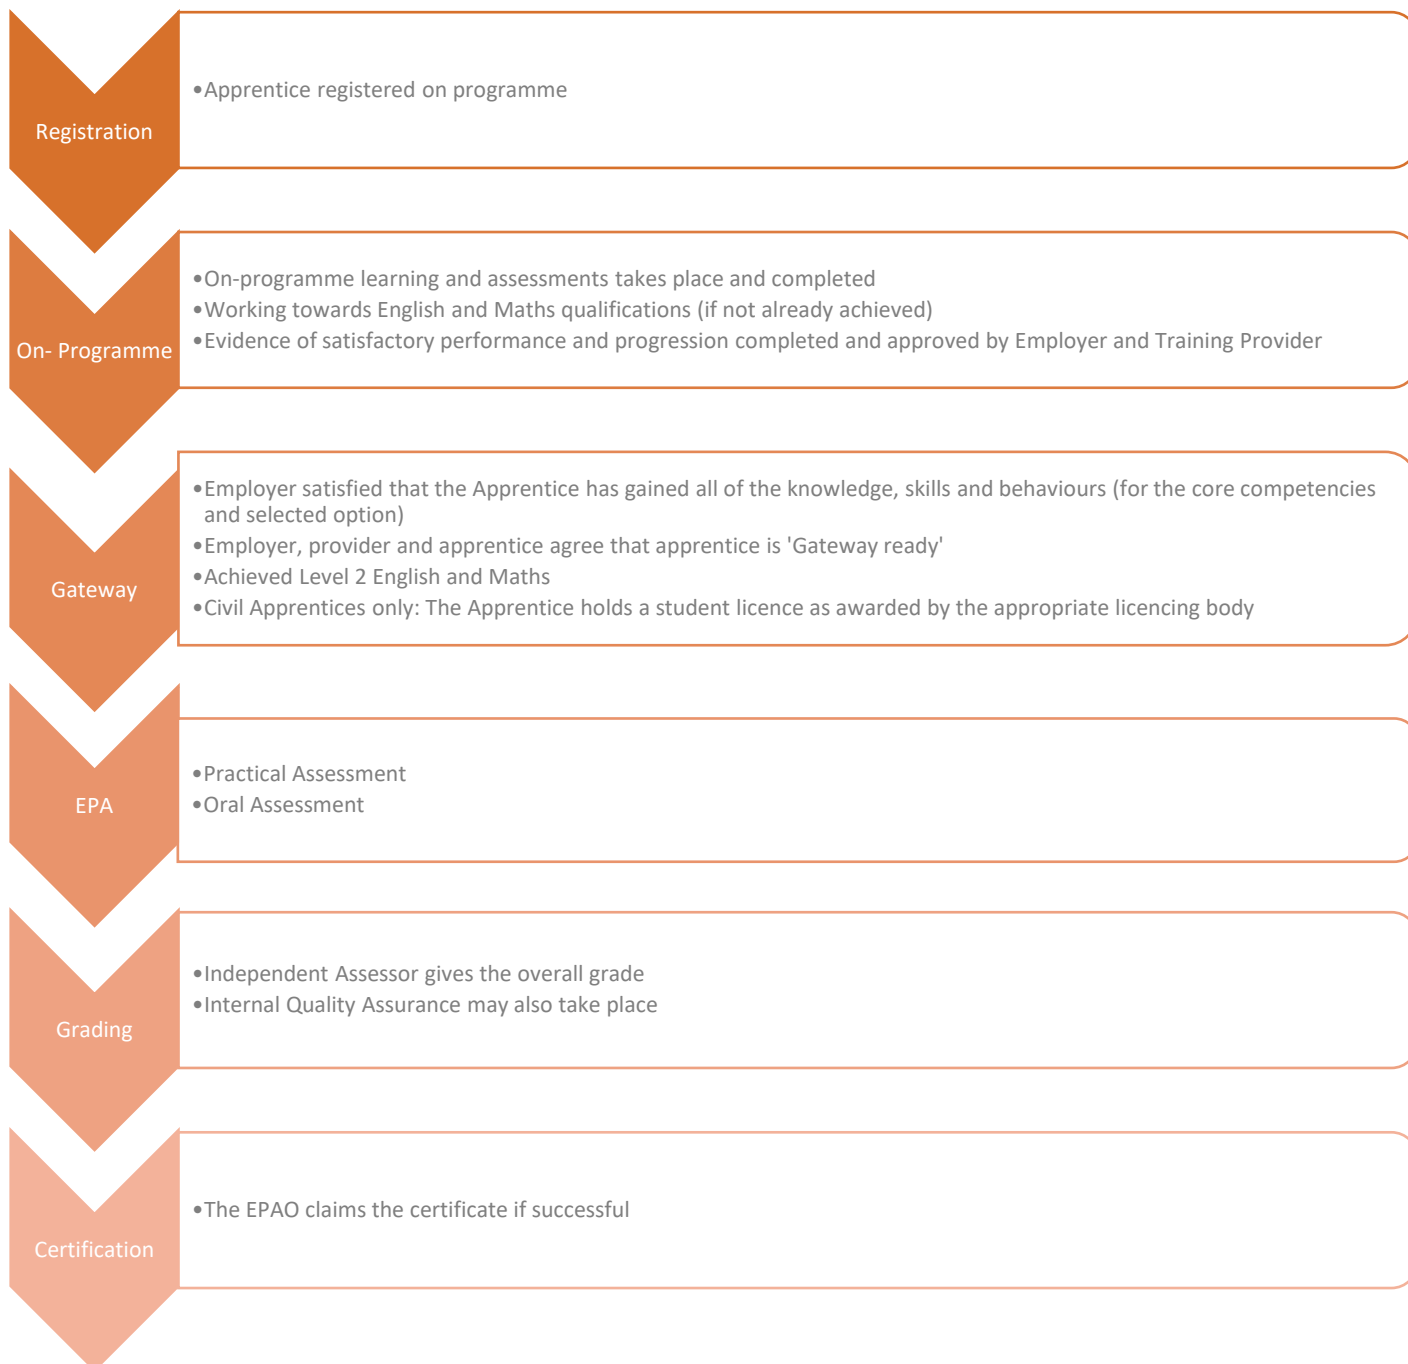 Registration
•Apprentice registered on programme
On- Programme
•On-programme learning and assessments takes place and completed
•Working towards English and Maths qualifications (if not already achieved)
•Evidence of satisfactory performance and progression completed and approved by Employer and Training Provider
Gateway
•Employer satisfied that the Apprentice has gained all of the knowledge, skills and behaviours (for the core competencies
and selected option)
•Employer, provider and apprentice agree that apprentice is 'Gateway ready'
•Achieved Level 2 English and Maths
•Civil Apprentices only: The Apprentice holds a student licence as awarded by the appropriate licencing body
EPA
•Practical Assessment
•Oral Assessment
Grading
•Independent Assessor gives the overall grade
•Internal Quality Assurance may also take place
Certification
•The EPAO claims the certificate if successful